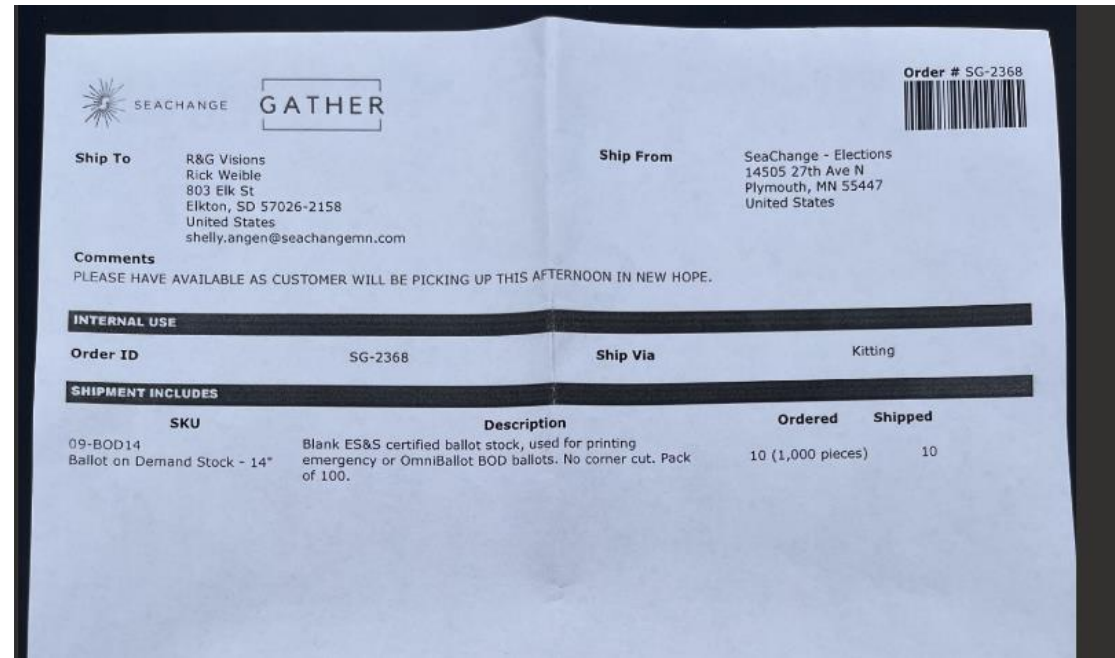 Order # SG-2368
SEACHANGE GATHER
Ship To
R&G Visions
Rick Weible
803 Elk St
Elkton, SD 57026-2158
United States
shelly.angen@seachangemn.com
Ship From
SeaChange - Elections
14505 27th Ave N
Plymouth, MN 55447
United States
Comments
PLEASE HAVE AVAILABLE AS CUSTOMER WILL BE PICKING UP THIS AFTERNOON IN NEW HOPE.
INTERNAL USE
Order ID SG-2368 Ship Via Kitting
SHIPMENT INCLUDES
SKU Description Ordered Shipped
09-BOD14
Ballot on Demand Stock - 14"
Blank ES&S certified ballot stock, used for printing
emergency or OmniBallot BOD ballots. No corner cut. Pack
of 100.
10 (1,000 pieces) 10